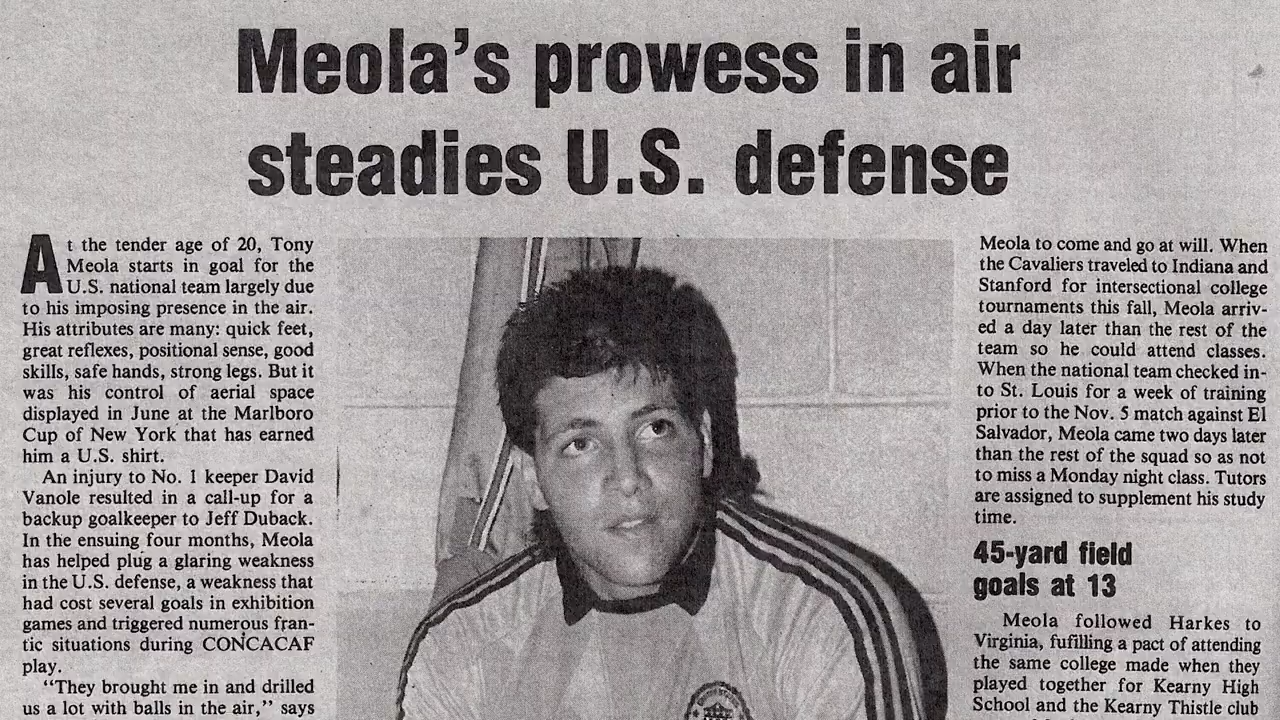 Meola's prowess in air
steadies U.S. defense
At the tender age of 20, Tony
Meola starts in goal for the
U.S. national team largely due
to his imposing presence in the air.
His attributes are many: quick feet,
great reflexes, positional sense, good
skills, safe hands, strong legs. But it
was his control of aerial space
displayed in June at the Marlboro
Cup of New York that has earned
him a U.S. shirt.
An injury to No. 1 keeper David
Vanole resulted in a call-up for a
backup goalkeeper to Jeff Duback.
In the ensuing four months, Meola
has helped plug a glaring weakness
in the U.S. defense, a weakness that
had cost several goals in exhibition
games and triggered numerous fran-
tic situations during CONCACAF
play.
“They brought me in and drilled
us a lot with balls in the air,” says
Meola to come and go at will. When
the Cavaliers traveled to Indiana and
Stanford for intersectional college
tournaments this fall, Meola arriv-
ed a day later than the rest of the
team so he could attend classes.
When the national team checked in-
to St. Louis for a week of training
prior to the Nov. 5 match against El
Salvador, Meola came two days later
than the rest of the squad so as not
to miss a Monday night class. Tutors
are assigned to supplement his study
time.
45-yard field
goals at 13
Meola followed Harkes to
Virginia, fufilling a pact of attending
the same college made when they
played together for Kearny High
School and the Kearny Thistle club